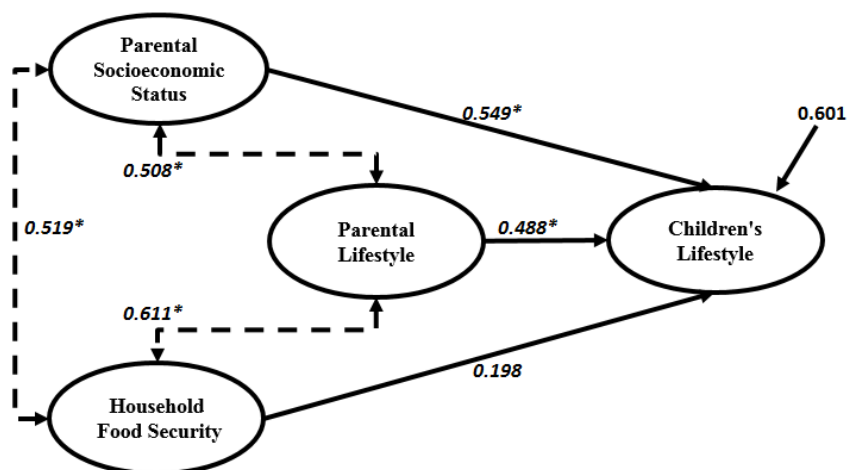 Parental
Socioeconomic
Status
0.549*
0.601
0.508*
0.519*
Parental
Lifestyle
0.488*
Children's
Lifestyle
0.611*
0.198
Household
Food Security